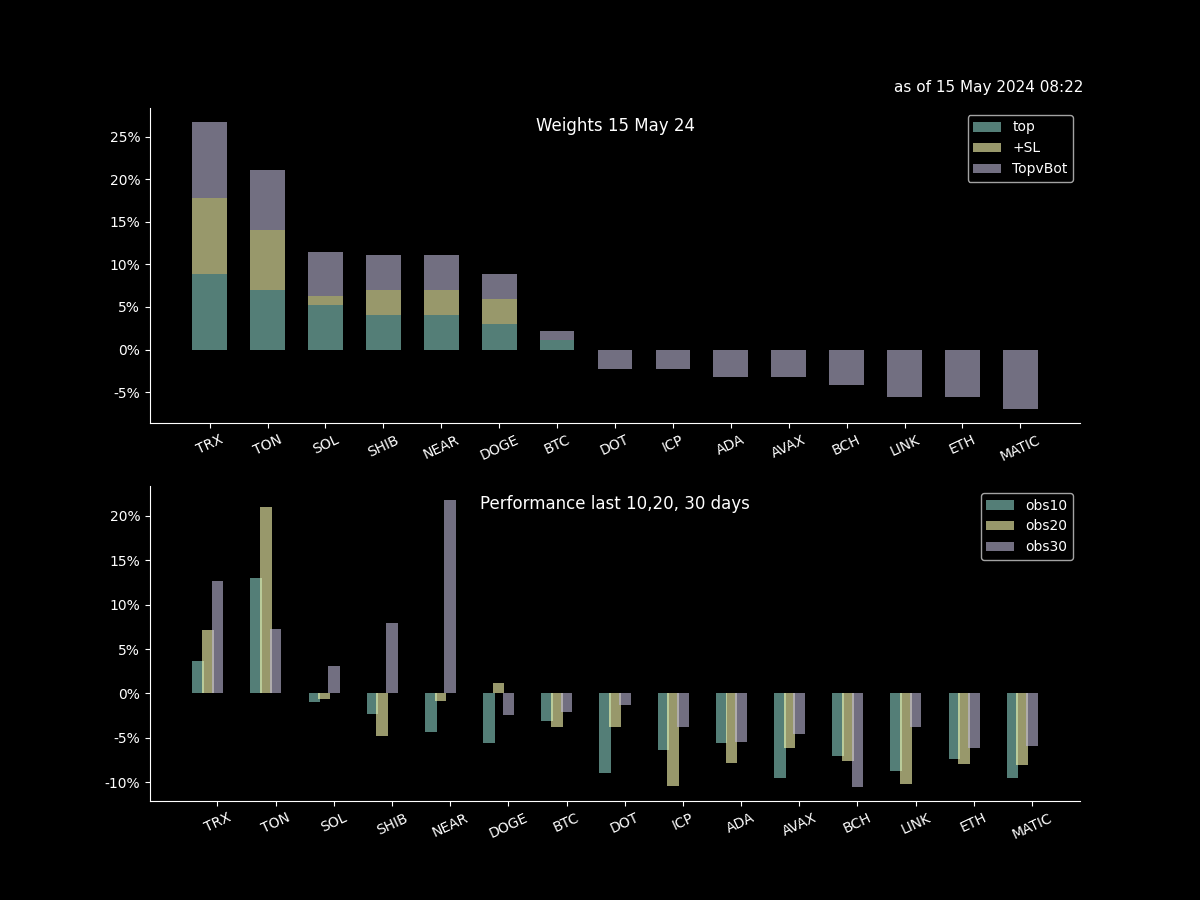 as of 15 May 2024 08:22
Weights 15 May 24
top
+SL
TopvBot
25%
20%
15%
10%
5%
0%
-5%
TRX TON SOL SHIB NEAR DOGE BTC DOT ICP ADA AVAX BCH LINK ETH MATIC
Performance last 10,20, 30 days
obs10
obs20
obs30
20%
15%
10%
5%
0%
-5%
-10%
TRX TON SOL SHIB NEAR DOGE BTC DOT ICP ADA AVAX BCH LINK ETH MATIC